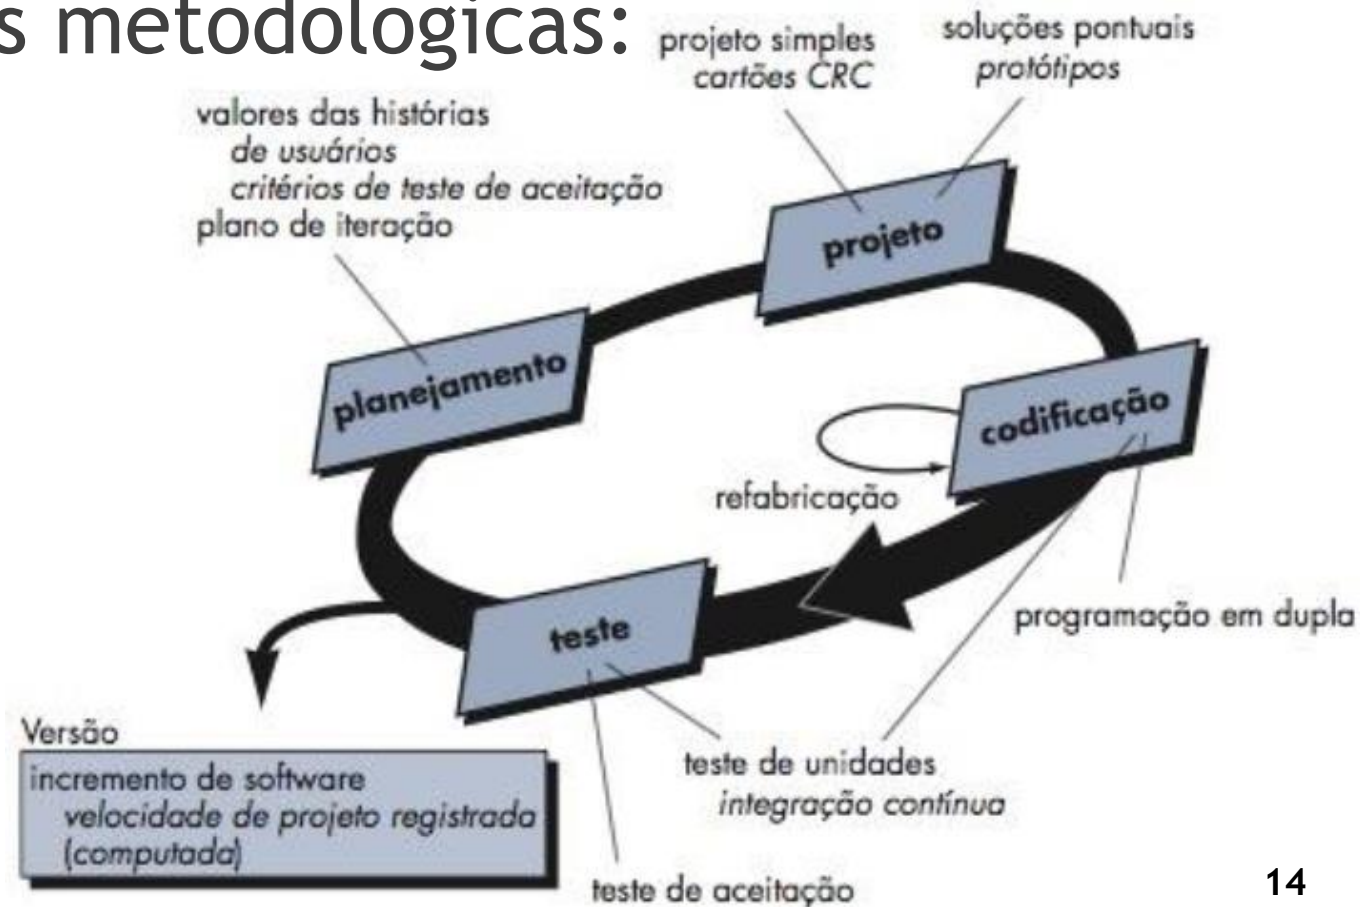 s metodologicas:
projeto simples
cartões CRC
soluções pontuais
protótipos
valores das histórias
de usuários
critérios de teste de aceitação
plano de iteração
projeto
planejamento
codificação
refabricação
programação em dupla
teste
Versão
incremento de software
velocidade de projeto registrada
(computada)
teste de unidades
integração contínua
teste de aceitação
14